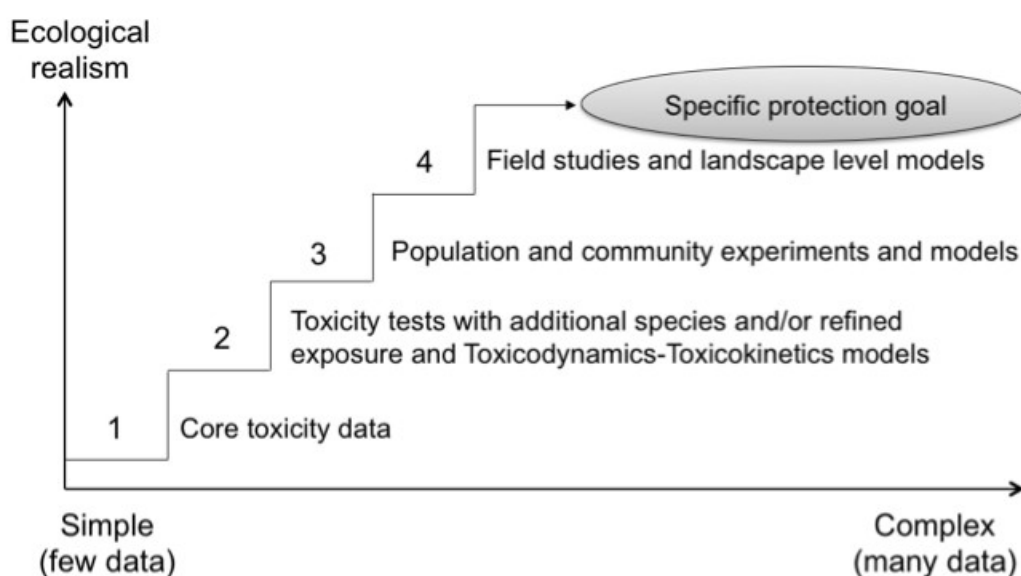 Ecological
realism
Specific protection goal
4
Field studies and landscape level models
3
Population and community experiments and models
2
Toxicity tests with additional species and/or refined
exposure and Toxicodynamics-Toxicokinetics models
1
Core toxicity data
Simple
(few data)
Complex
(many data)